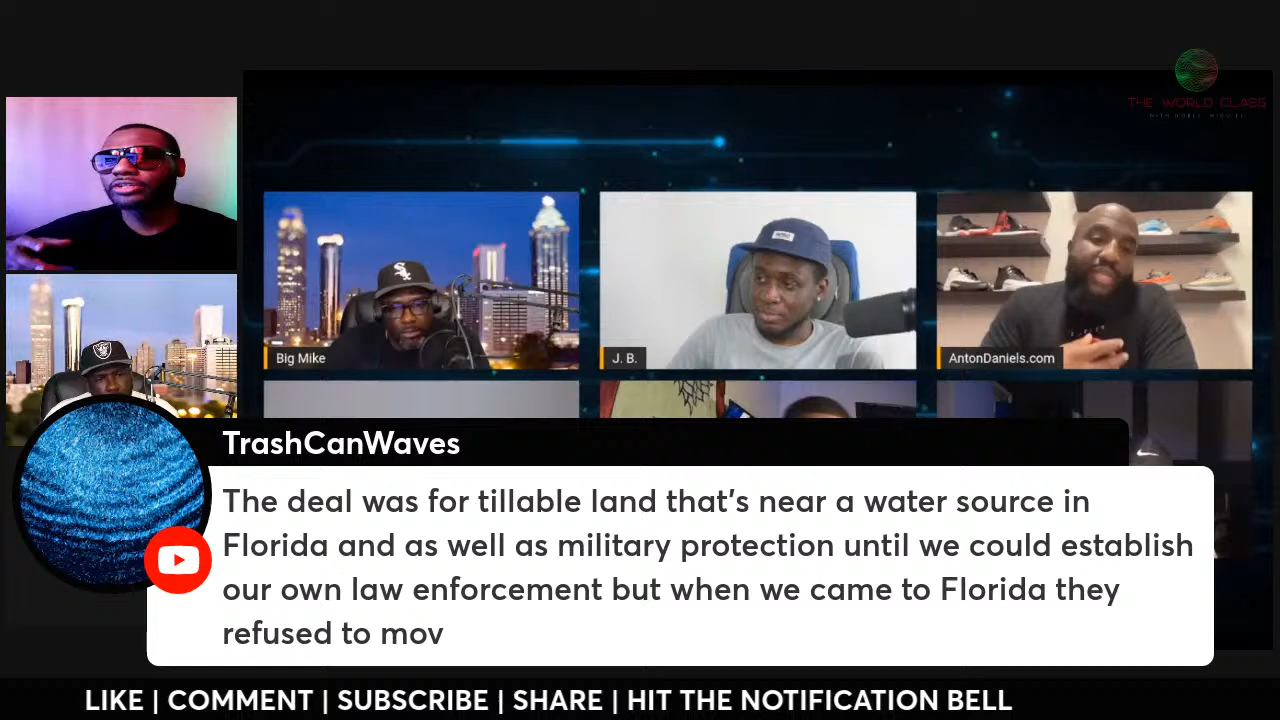 THE WORLD CLASS
Big Mike
J. B.
AntonDaniels.com
TrashCanWaves
The deal was for tillable land that's near a water source in
Florida and as well as military protection until we could establish
our own law enforcement but when we came to Florida they
refused to mov
LIKE | COMMENT | SUBSCRIBE | SHARE | HIT THE NOTIFICATION BELL